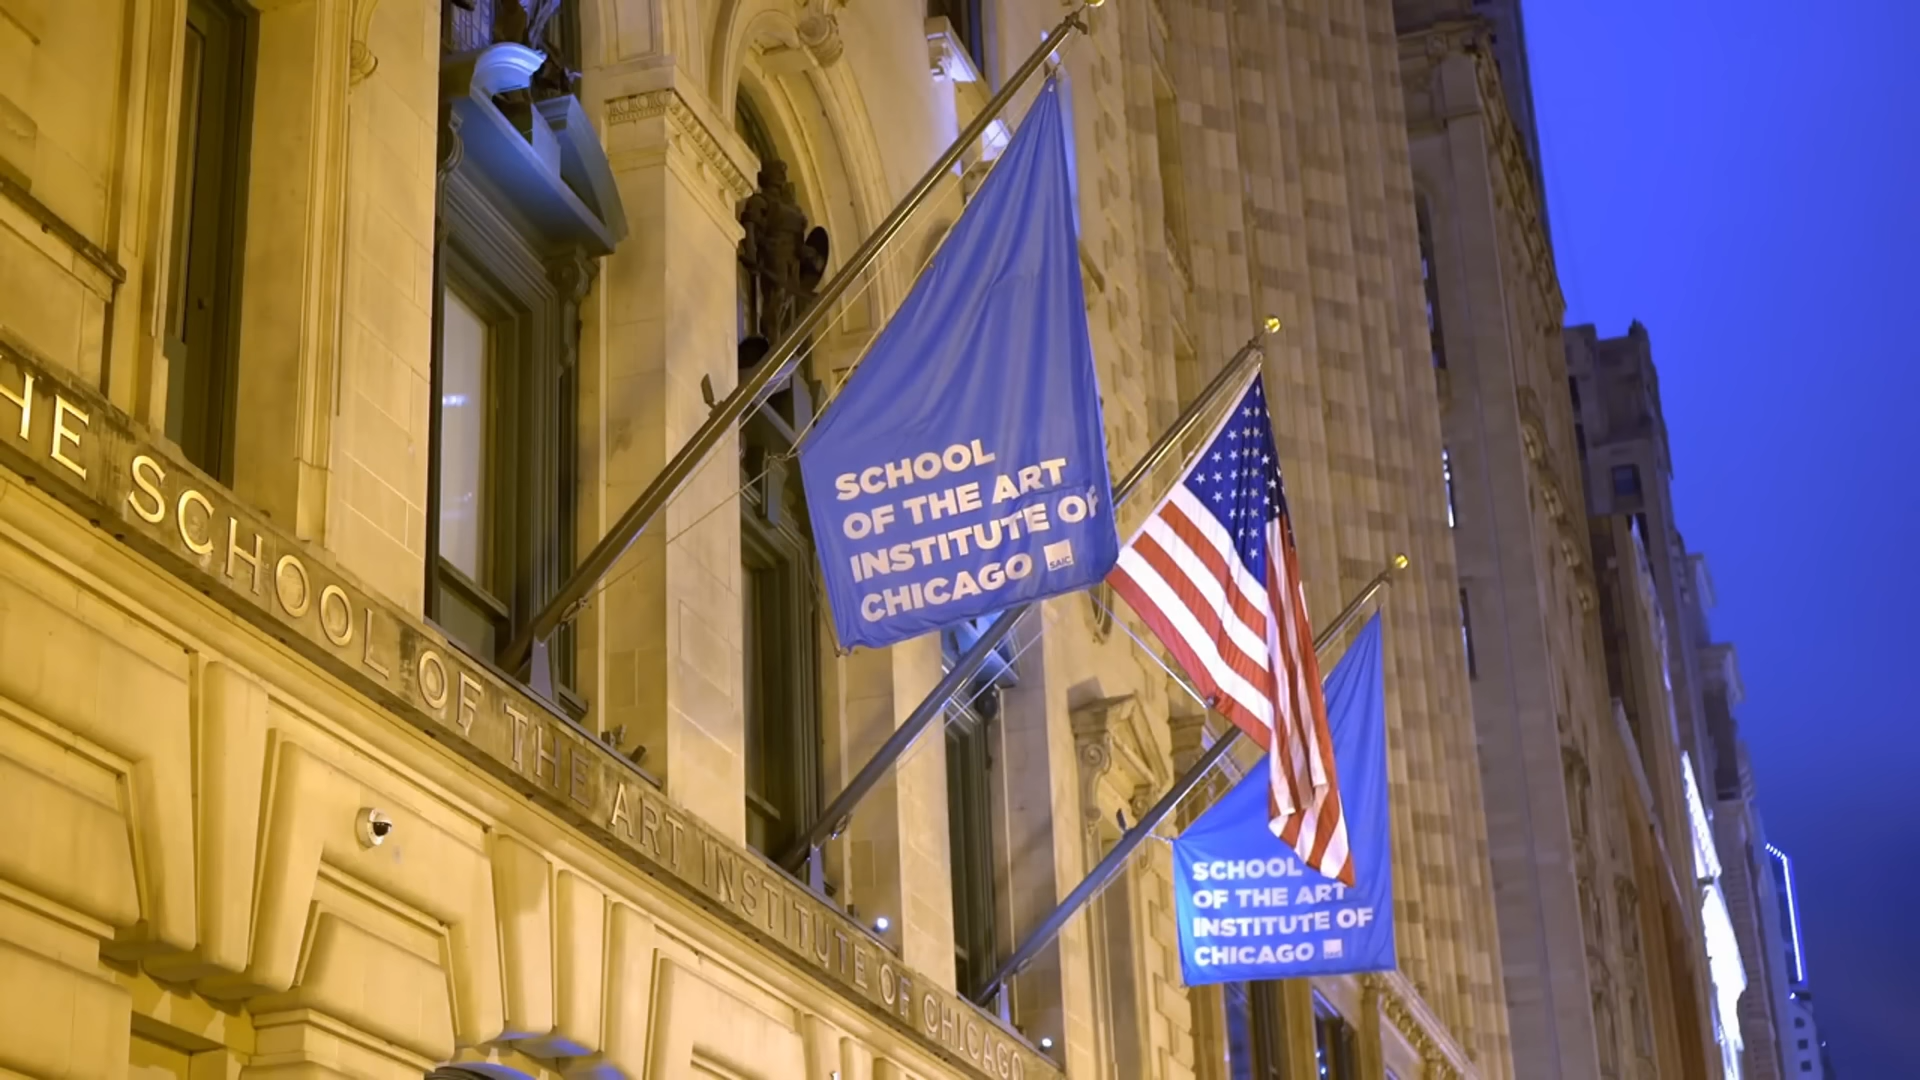 HE SCHOOL OF THE ART INSTITUTE OF CHICAGO
SCHOOL
OF THE ART
INSTITUTE OF
CHICAGO
SAIC
SCHOOL
OF THE ART
INSTITUTE OF
CHICAGO